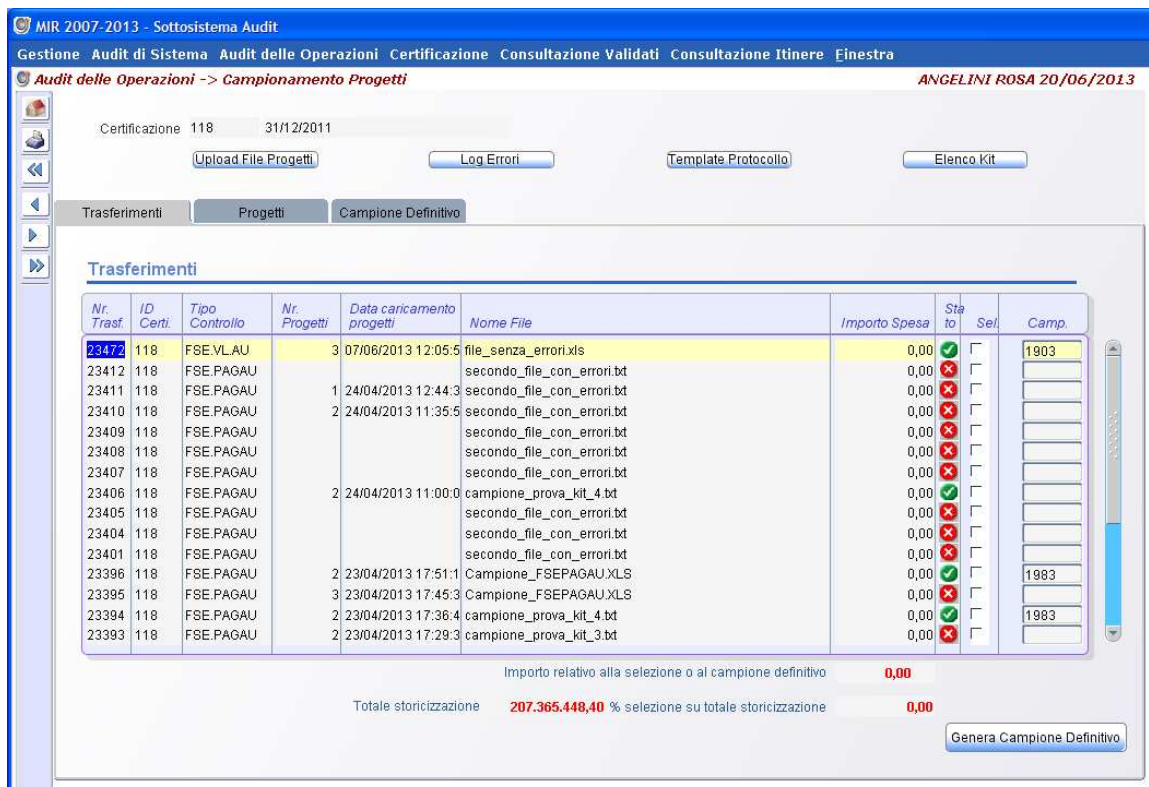 MIR 2007-2013 - Sottosistema Audit
Gestione Audit di Sistema Audit delle Operazioni Certificazione Consultazione Validati Consultazione Itinere Finestra
Audit delle Operazioni -> Campionamento Progetti ANGELINI ROSA 20/06/2013
Certificazione 118 31/12/2011
Upload File Progetti Log Errori Template Protocollo Elenco Kit
Trasferimenti Progetti Campione Definitivo
Trasferimenti
Nr. Trasf. ID Certi. Tipo Controllo Nr. Progetti Data caricamento progetti Nome File Importo Spesa Sta to Sel. Camp.
23472 118 FSE.VL.AU 3 07/06/2013 12:05:5 file_senza_errori.xls 0,00 1903
23412 118 FSE.PAGAU secondo_file_con_errori.txt 0,00
23411 118 FSE.PAGAU 1 24/04/2013 12:44:3 secondo_file_con_errori.txt 0,00
23410 118 FSE.PAGAU 2 24/04/2013 11:35:5 secondo_file_con_errori.txt 0,00
23409 118 FSE.PAGAU secondo_file_con_errori.txt 0,00
23408 118 FSE.PAGAU secondo_file_con_errori.txt 0,00
23407 118 FSE.PAGAU secondo_file_con_errori.txt 0,00
23406 118 FSE.PAGAU 2 24/04/2013 11:00:0 campione_prova_kit_4.txt 0,00
23405 118 FSE.PAGAU secondo_file_con_errori.txt 0,00
23404 118 FSE.PAGAU secondo_file_con_errori.txt 0,00
23401 118 FSE.PAGAU secondo_file_con_errori.txt 0,00
23396 118 FSE.PAGAU 2 23/04/2013 17:51:1 Campione_FSEPAGAU.XLS 0,00 1983
23395 118 FSE.PAGAU 3 23/04/2013 17:45:3 Campione_FSEPAGAU.XLS 0,00
23394 118 FSE.PAGAU 2 23/04/2013 17:36:4 campione_prova_kit_4.txt 0,00 1983
23393 118 FSE.PAGAU 2 23/04/2013 17:29:3 campione_prova_kit_3.txt 0,00
Importo relativo alla selezione o al campione definitivo 0,00
Totale storicizzazione 207.365.448,40 % selezione su totale storicizzazione 0,00
Genera Campione Definitivo